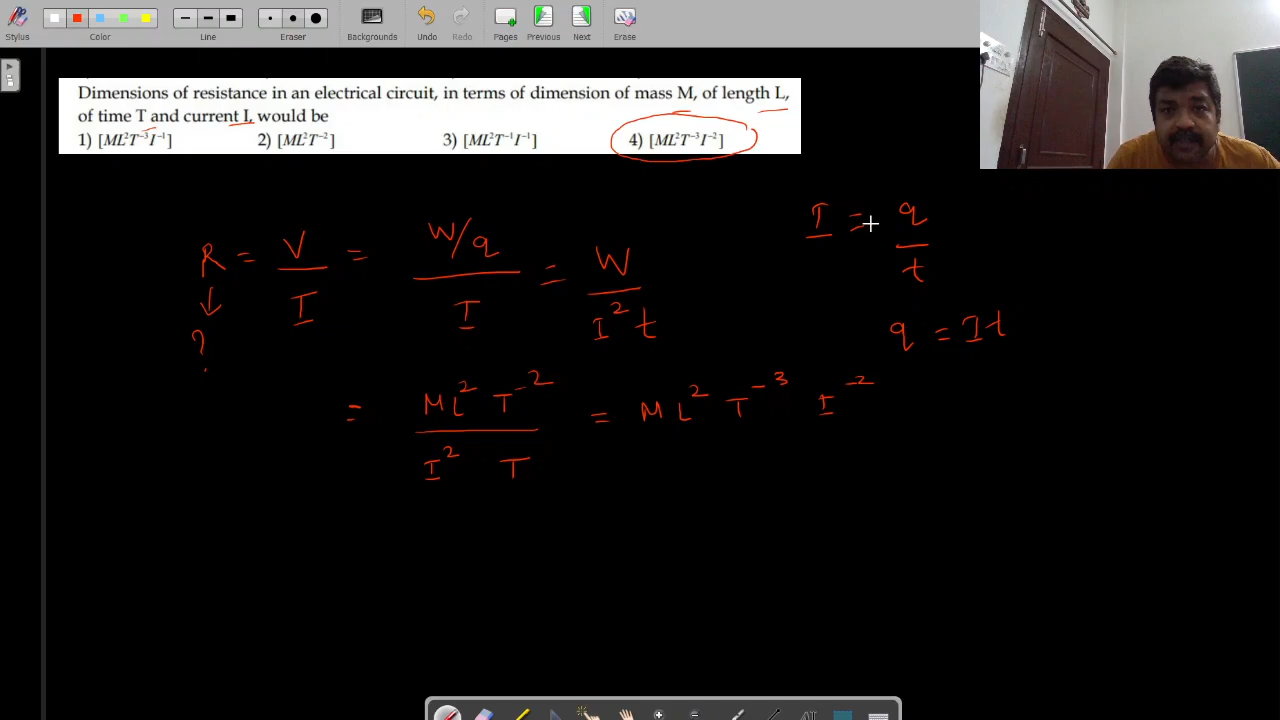 Stylus Color Line Eraser Backgrounds Undo Redo Pages Previous Next Erase
Dimensions of resistance in an electrical circuit, in terms of dimension of mass M, of length L,
of time T and current I, would be
1) [ML²T⁻³I⁻¹] 2) [ML²T⁻²] 3) [ML²T⁻¹I⁻¹] 4) [ML²T⁻³I⁻²]
R = V/I = (W/q)/I = W/(I²t)
?
I = q/t
q = It
= (ML²T⁻²)/(I² T) = ML²T⁻³ I⁻²